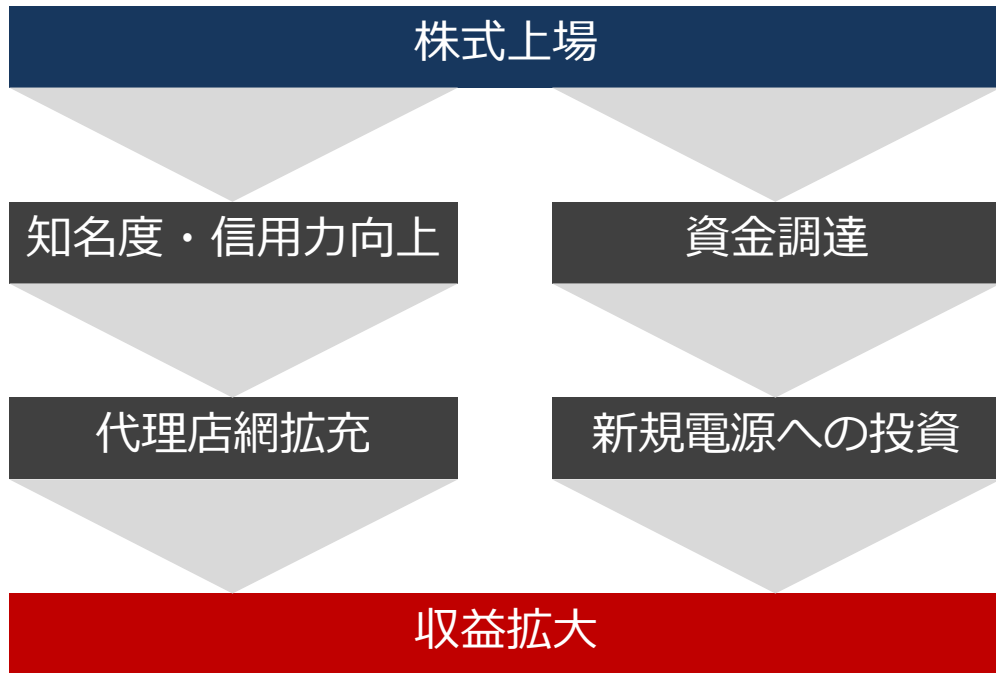 株式上場
知名度・信用力向上
資金調達
代理店網拡充
新規電源への投資
収益拡大